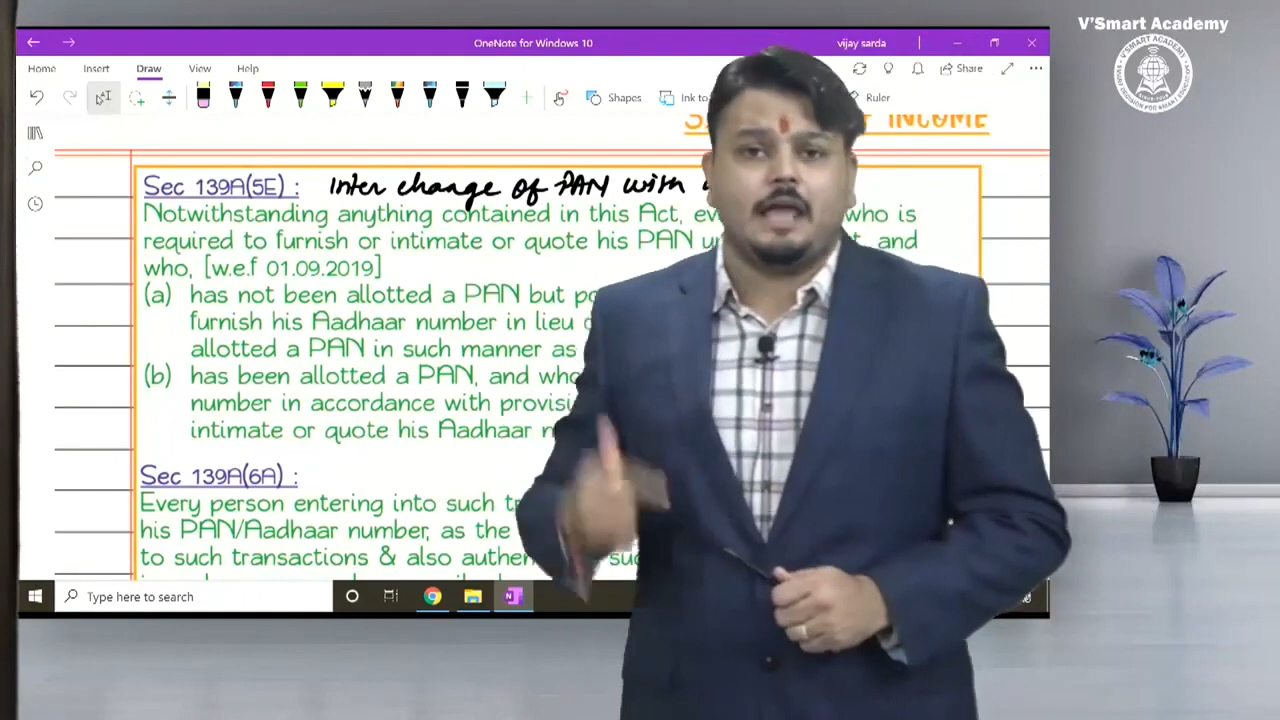 V'Smart Academy
OneNote for Windows 10
vijay sarda
Home Insert Draw View Help
Share
Shapes
Ink to
Ruler
INCOME
Sec 139A(5E) : Inter change of PAN with
Notwithstanding anything contained in this Act, who is
required to furnish or intimate or quote his PAN and
who, [w.e.f 01.09.2019]
(a) has not been allotted a PAN but
furnish his Aadhaar number in lieu
allotted a PAN in such manner as
(b) has been allotted a PAN, and who
number in accordance with
intimate or quote his Aadhaar
Sec 139A(6A) :
Every person entering into such
his PAN/Aadhaar number, as the
to such transactions & also
Type here to search